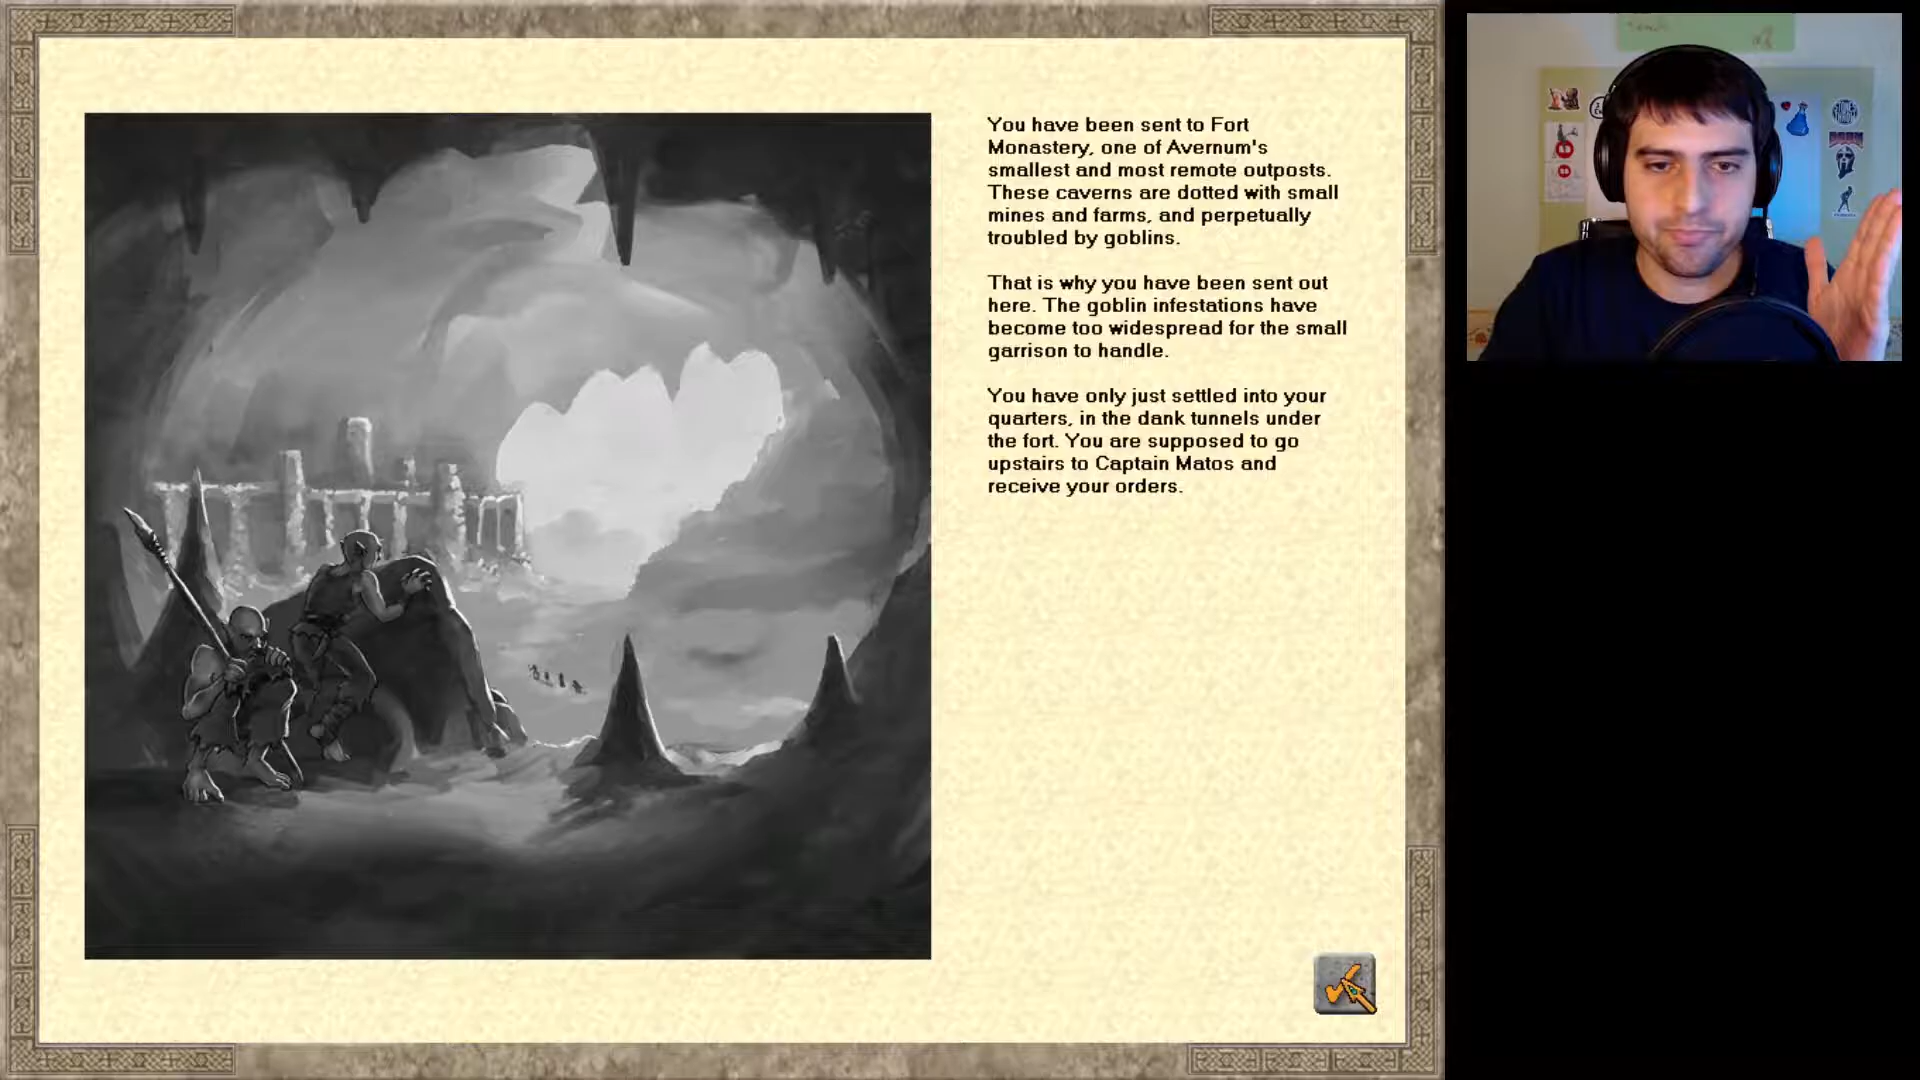 You have been sent to Fort
Monastery, one of Avernum's
smallest and most remote outposts.
These caverns are dotted with small
mines and farms, and perpetually
troubled by goblins.
That is why you have been sent out
here. The goblin infestations have
become too widespread for the small
garrison to handle.
You have only just settled into your
quarters, in the dank tunnels under
the fort. You are supposed to go
upstairs to Captain Matos and
receive your orders.